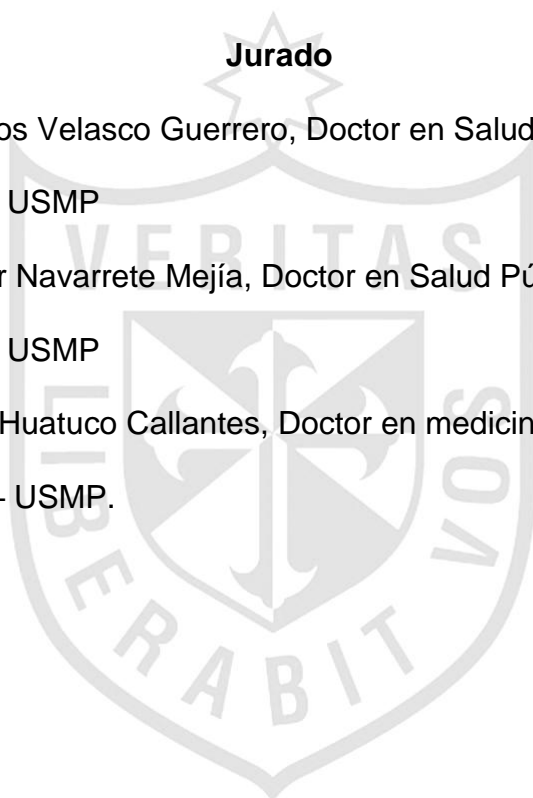 Jurado
os Velasco Guerrero, Doctor en Salud
USMP
r Navarrete Mejía, Doctor en Salud Pú
USMP
Huatuco Callantes, Doctor en medicin
- USMP.
VERITAS
LIBERABIT
VOS